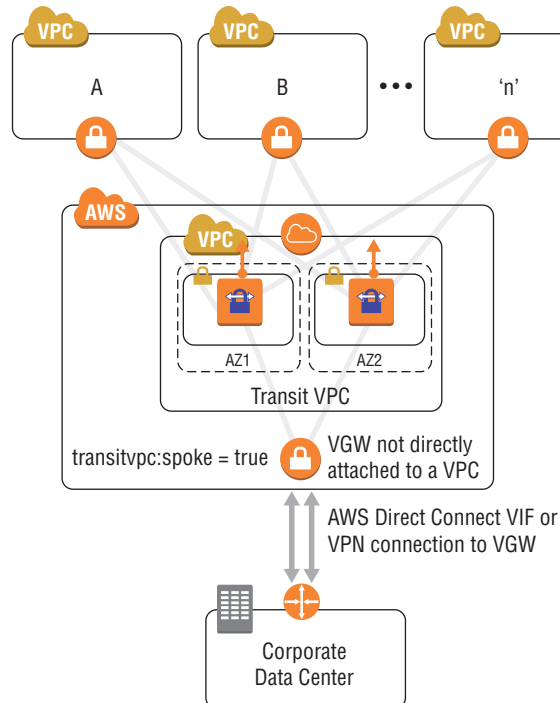 VPC
VPC
VPC
A
B
•••
‘n’
AWS
VPC
AZ1
AZ2
Transit VPC
transitvpc:spoke = true
VGW not directly
attached to a VPC
AWS Direct Connect VIF or
VPN connection to VGW
Corporate
Data Center